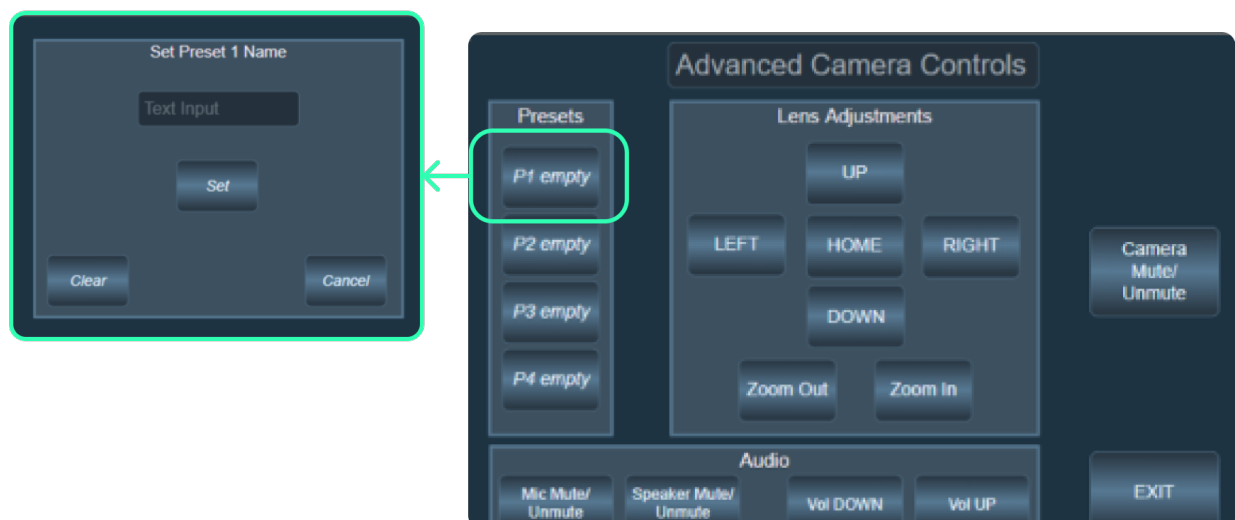 Set Preset 1 Name
Text Input
Set
Clear
Cancel
Advanced Camera Controls
Presets
P1 empty
P2 empty
P3 empty
P4 empty
Lens Adjustments
UP
LEFT
HOME
RIGHT
DOWN
Zoom Out
Zoom In
Camera
Mute/
Unmute
Audio
Mic Mute/
Unmute
Speaker Mute/
Unmute
Vol DOWN
Vol UP
EXIT